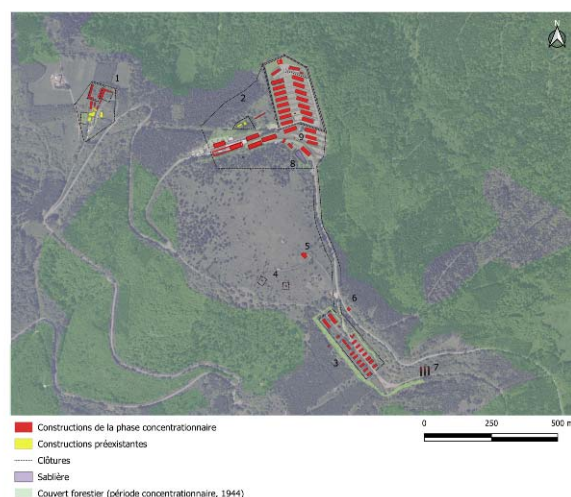 N
1
2
9
8
5
4
6
3
7
Constructions de la phase concentrationnaire
Constructions préexistantes
Clôtures
Sablière
Couvert forestier (période concentrationnaire, 1944)
0 250 500 m